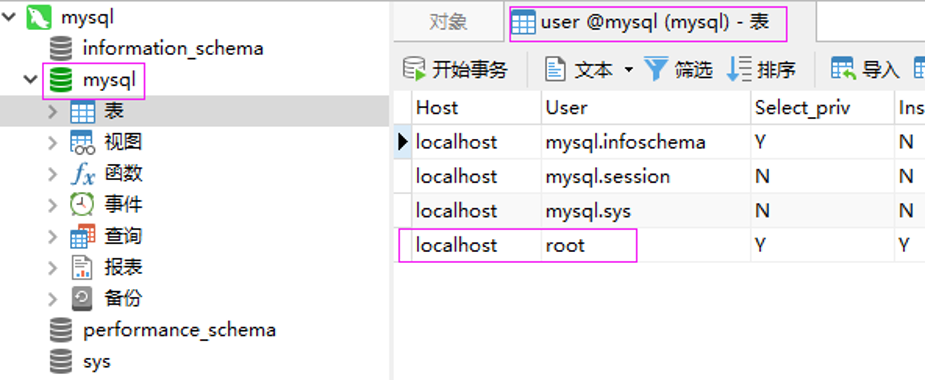 mysql
information_schema
mysql
表
视图
函数
事件
查询
报表
备份
performance_schema
sys
对象
user @mysql (mysql) - 表
开始事务 文本 筛选 排序 导入
Host User Select_priv Ins
localhost mysql.infoschema Y N
localhost mysql.session N N
localhost mysql.sys N N
localhost root Y Y